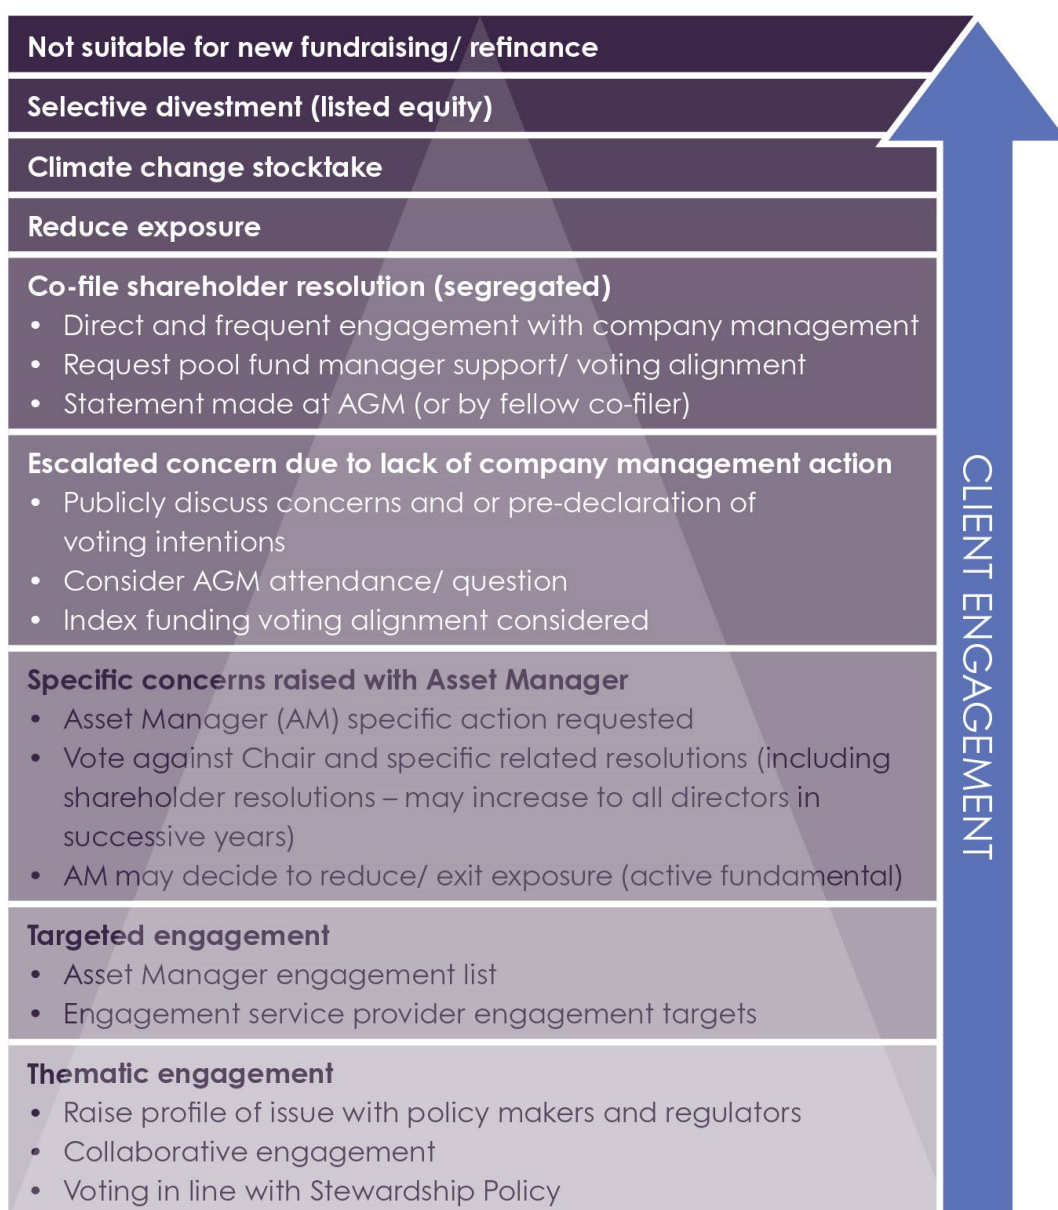 Not suitable for new fundraising/ refinance
Selective divestment (listed equity)
Climate change stocktake
Reduce exposure
Co-file shareholder resolution (segregated)
• Direct and frequent engagement with company management
• Request pool fund manager support/ voting alignment
• Statement made at AGM (or by fellow co-filer)
Escalated concern due to lack of company management action
• Publicly discuss concerns and or pre-declaration of
voting intentions
• Consider AGM attendance/ question
• Index funding voting alignment considered
Specific concerns raised with Asset Manager
• Asset Manager (AM) specific action requested
• Vote against Chair and specific related resolutions (including
shareholder resolutions – may increase to all directors in
successive years)
• AM may decide to reduce/ exit exposure (active fundamental)
Targeted engagement
• Asset Manager engagement list
• Engagement service provider engagement targets
Thematic engagement
• Raise profile of issue with policy makers and regulators
• Collaborative engagement
• Voting in line with Stewardship Policy
CLIENT ENGAGEMENT